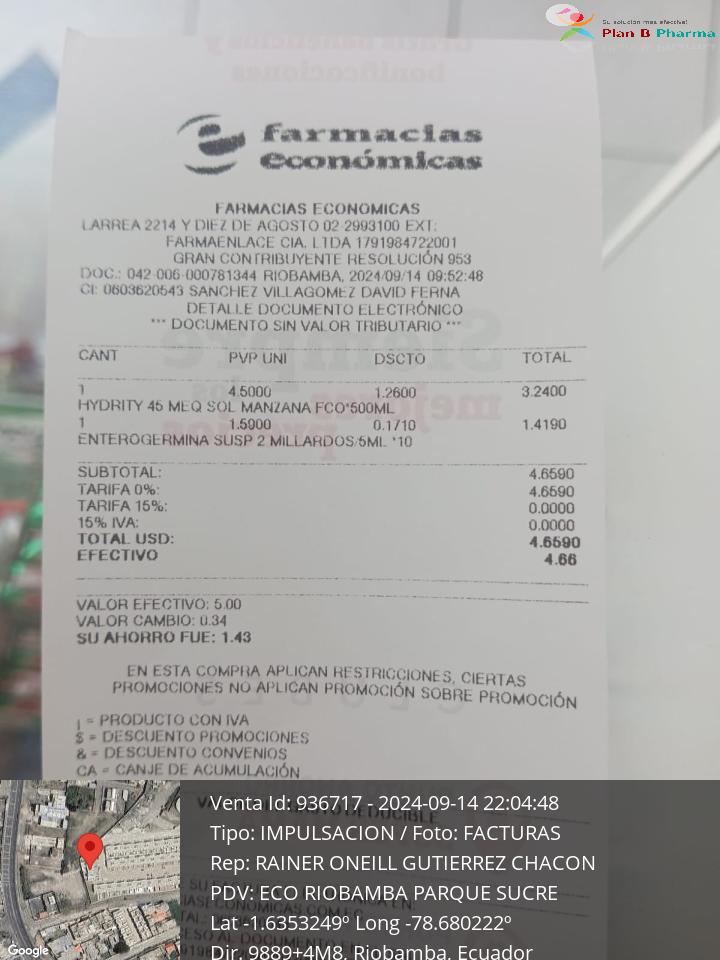 Su solución más efectiva!
Plan B Pharma
farmacias
económicas
FARMACIAS ECONOMICAS
LARREA 2214 Y DIEZ DE AGOSTO 02-2993100 EXT:
FARMAENLACE CIA. LTDA 1791984722001
GRAN CONTRIBUYENTE RESOLUCIÓN 953
DOC.: 042-006-000781344 RIOBAMBA, 2024/09/14 09:52:48
CI: 0603620543 SANCHEZ VILLAGOMEZ DAVID FERNA
DETALLE DOCUMENTO ELECTRÓNICO
*** DOCUMENTO SIN VALOR TRIBUTARIO ***
CANT PVP UNI DSCTO TOTAL
1 4.5000 1.2600 3.2400
HYDRITY 45 MEQ SOL MANZANA FCO*500ML
1 1.5900 0.1710 1.4190
ENTEROGERMINA SUSP 2 MILLARDOS/5ML *10
SUBTOTAL: 4.6590
TARIFA 0%: 4.6590
TARIFA 15%: 0.0000
15% IVA: 0.0000
TOTAL USD: 4.6590
EFECTIVO 4.66
VALOR EFECTIVO: 5.00
VALOR CAMBIO: 0.34
SU AHORRO FUE: 1.43
EN ESTA COMPRA APLICAN RESTRICCIONES, CIERTAS
PROMOCIONES NO APLICAN PROMOCIÓN SOBRE PROMOCIÓN
¡ = PRODUCTO CON IVA
$ = DESCUENTO PROMOCIONES
& = DESCUENTO CONVENIOS
CA = CANJE DE ACUMULACIÓN
Venta Id: 936717 - 2024-09-14 22:04:48
Tipo: IMPULSACION / Foto: FACTURAS
Rep: RAINER ONEILL GUTIERREZ CHACON
PDV: ECO RIOBAMBA PARQUE SUCRE
Lat -1.6353249º Long -78.680222º
Dir. 9889+4M8, Riobamba, Ecuador
Google